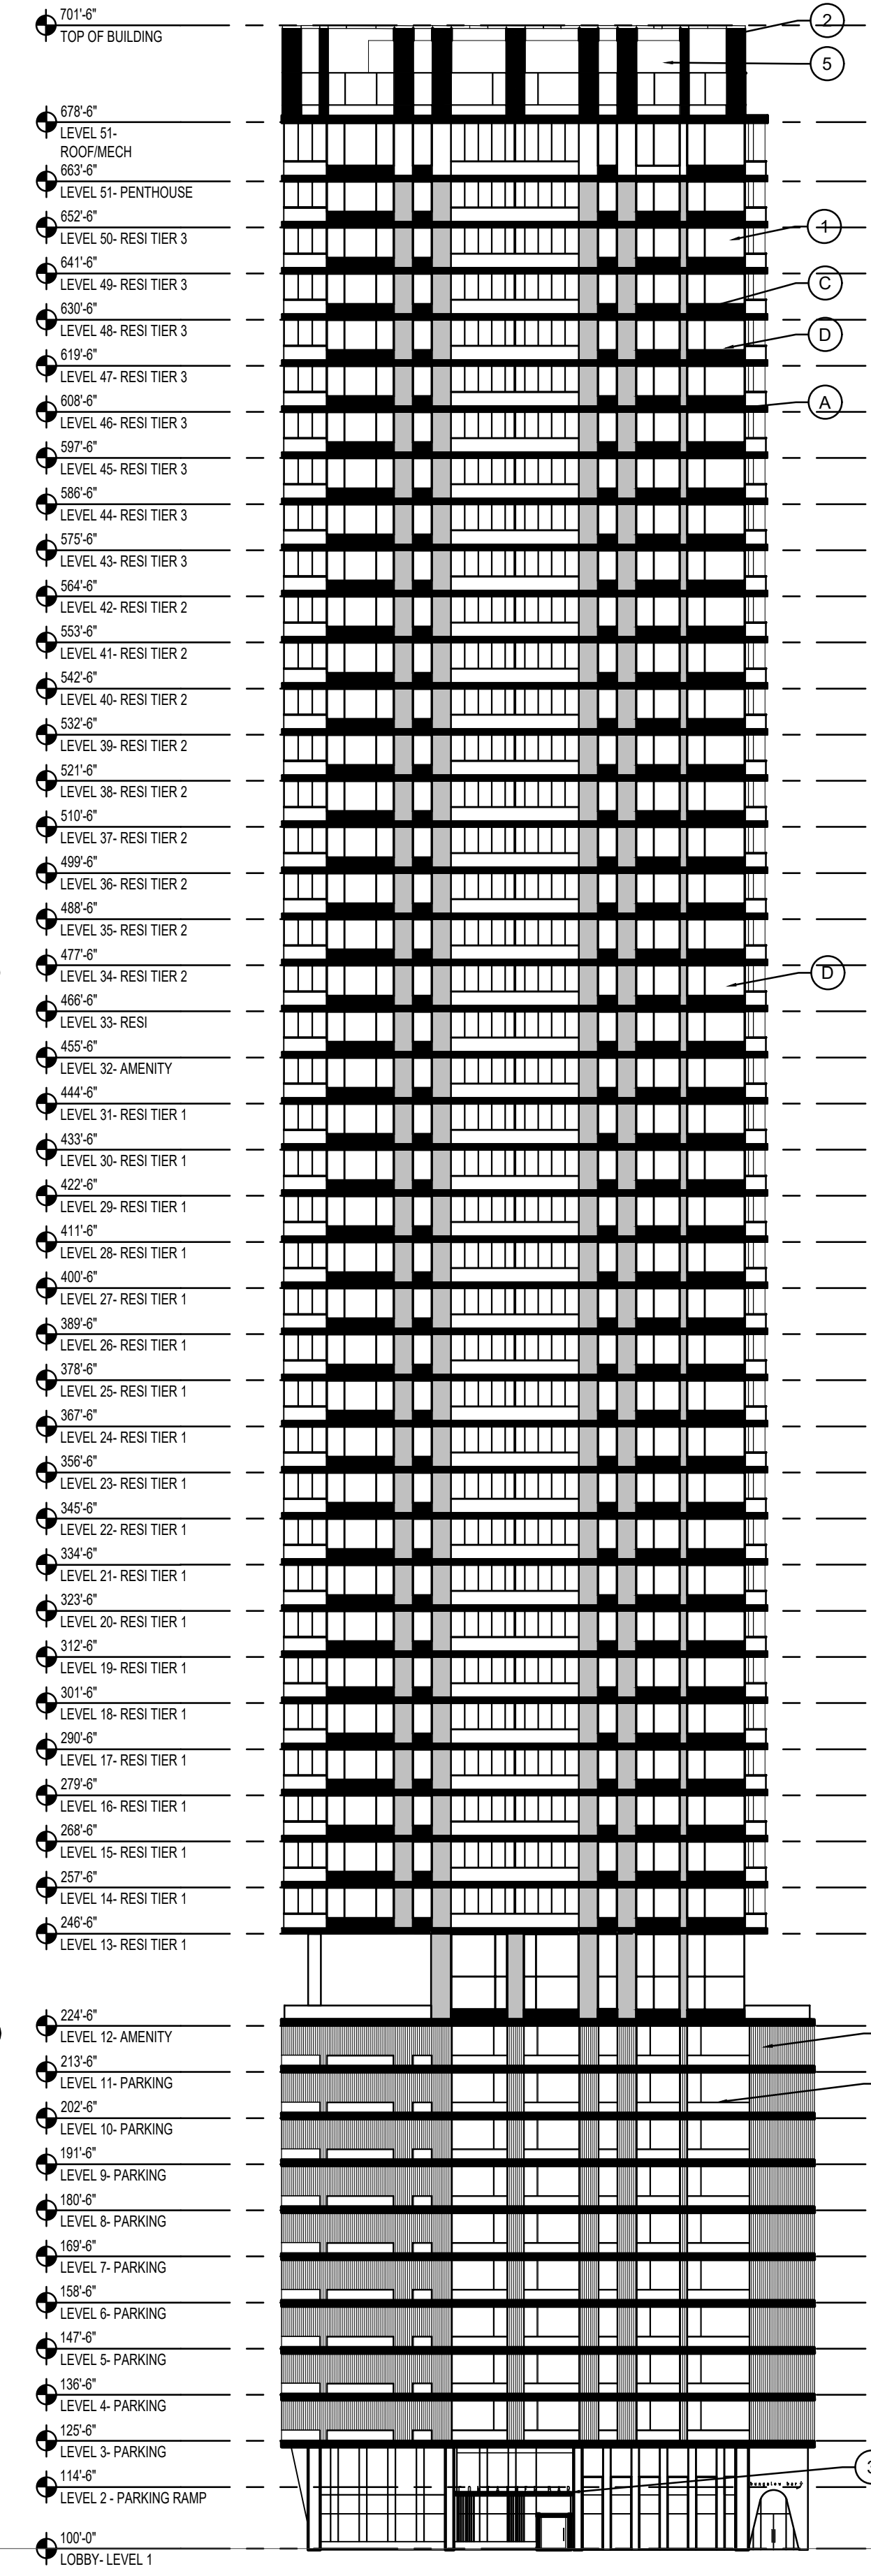 701'-6"
TOP OF BUILDING
2
5
678'-6"
LEVEL 51-
ROOF/MECH
663'-6"
LEVEL 51- PENTHOUSE
652'-6"
LEVEL 50- RESI TIER 3
1
641'-6"
LEVEL 49- RESI TIER 3
C
630'-6"
LEVEL 48- RESI TIER 3
D
619'-6"
LEVEL 47- RESI TIER 3
608'-6"
LEVEL 46- RESI TIER 3
A
597'-6"
LEVEL 45- RESI TIER 3
586'-6"
LEVEL 44- RESI TIER 3
575'-6"
LEVEL 43- RESI TIER 3
564'-6"
LEVEL 42- RESI TIER 2
553'-6"
LEVEL 41- RESI TIER 2
542'-6"
LEVEL 40- RESI TIER 2
532'-6"
LEVEL 39- RESI TIER 2
521'-6"
LEVEL 38- RESI TIER 2
510'-6"
LEVEL 37- RESI TIER 2
499'-6"
LEVEL 36- RESI TIER 2
488'-6"
LEVEL 35- RESI TIER 2
477'-6"
LEVEL 34- RESI TIER 2
D
466'-6"
LEVEL 33- RESI
455'-6"
LEVEL 32- AMENITY
444'-6"
LEVEL 31- RESI TIER 1
433'-6"
LEVEL 30- RESI TIER 1
422'-6"
LEVEL 29- RESI TIER 1
411'-6"
LEVEL 28- RESI TIER 1
400'-6"
LEVEL 27- RESI TIER 1
389'-6"
LEVEL 26- RESI TIER 1
378'-6"
LEVEL 25- RESI TIER 1
367'-6"
LEVEL 24- RESI TIER 1
356'-6"
LEVEL 23- RESI TIER 1
345'-6"
LEVEL 22- RESI TIER 1
334'-6"
LEVEL 21- RESI TIER 1
323'-6"
LEVEL 20- RESI TIER 1
312'-6"
LEVEL 19- RESI TIER 1
301'-6"
LEVEL 18- RESI TIER 1
290'-6"
LEVEL 17- RESI TIER 1
279'-6"
LEVEL 16- RESI TIER 1
268'-6"
LEVEL 15- RESI TIER 1
257'-6"
LEVEL 14- RESI TIER 1
246'-6"
LEVEL 13- RESI TIER 1
224'-6"
LEVEL 12- AMENITY
213'-6"
LEVEL 11- PARKING
202'-6"
LEVEL 10- PARKING
191'-6"
LEVEL 9- PARKING
180'-6"
LEVEL 8- PARKING
169'-6"
LEVEL 7- PARKING
158'-6"
LEVEL 6- PARKING
147'-6"
LEVEL 5- PARKING
136'-6"
LEVEL 4- PARKING
125'-6"
LEVEL 3- PARKING
3
114'-6"
LEVEL 2 - PARKING RAMP
100'-0"
LOBBY- LEVEL 1